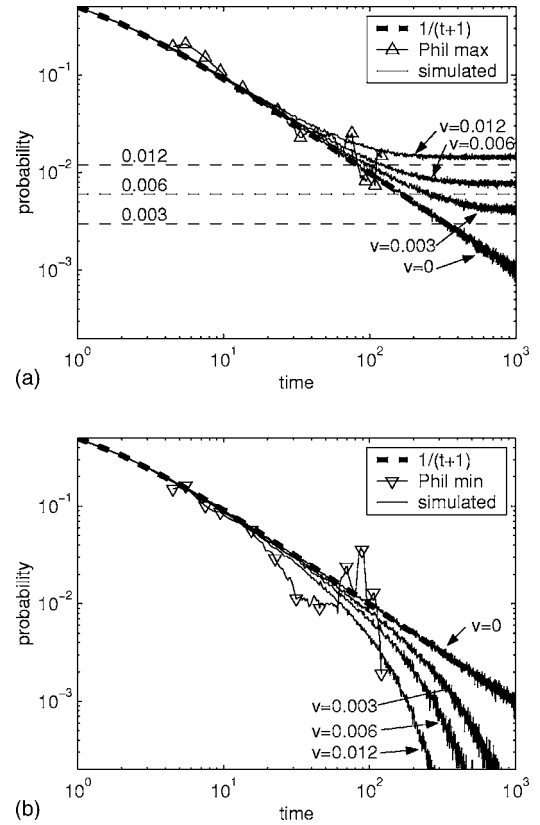 1/(t+1)
Phil max
simulated
10⁻¹
10⁻²
10⁻³
probability
0.012
0.006
0.003
v=0.012
v=0.006
v=0.003
v=0
10⁰
10¹
10²
10³
time
(a)
1/(t+1)
Phil min
simulated
10⁻¹
10⁻²
10⁻³
probability
v=0
v=0.003
v=0.006
v=0.012
10⁰
10¹
10²
10³
time
(b)